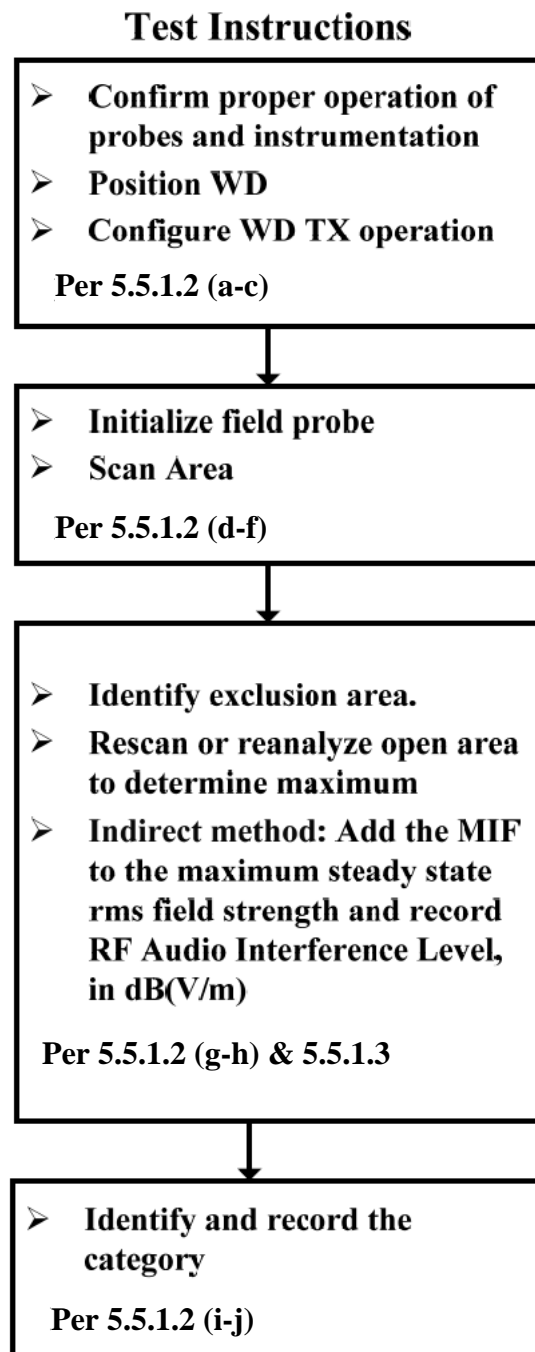 Test Instructions
➢ Confirm proper operation of
probes and instrumentation
➢ Position WD
➢ Configure WD TX operation
Per 5.5.1.2 (a-c)
➢ Initialize field probe
➢ Scan Area
Per 5.5.1.2 (d-f)
➢ Identify exclusion area.
➢ Rescan or reanalyze open area
to determine maximum
➢ Indirect method: Add the MIF
to the maximum steady state
rms field strength and record
RF Audio Interference Level,
in dB(V/m)
Per 5.5.1.2 (g-h) & 5.5.1.3
➢ Identify and record the
category
Per 5.5.1.2 (i-j)